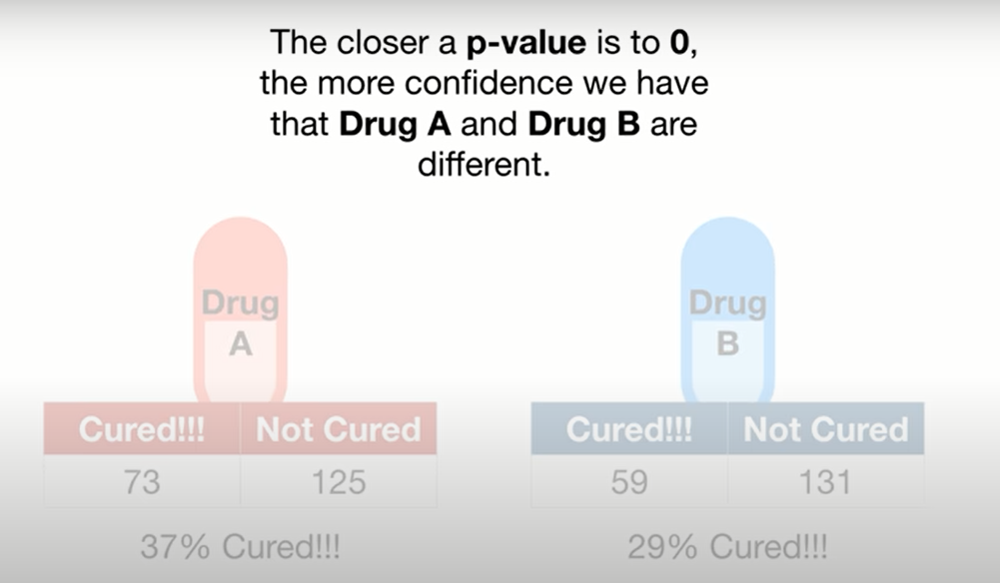 The closer a p-value is to 0,
the more confidence we have
that Drug A and Drug B are
different.
Drug
A
Cured!!! Not Cured
73 125
37% Cured!!!
Drug
B
Cured!!! Not Cured
59 131
29% Cured!!!